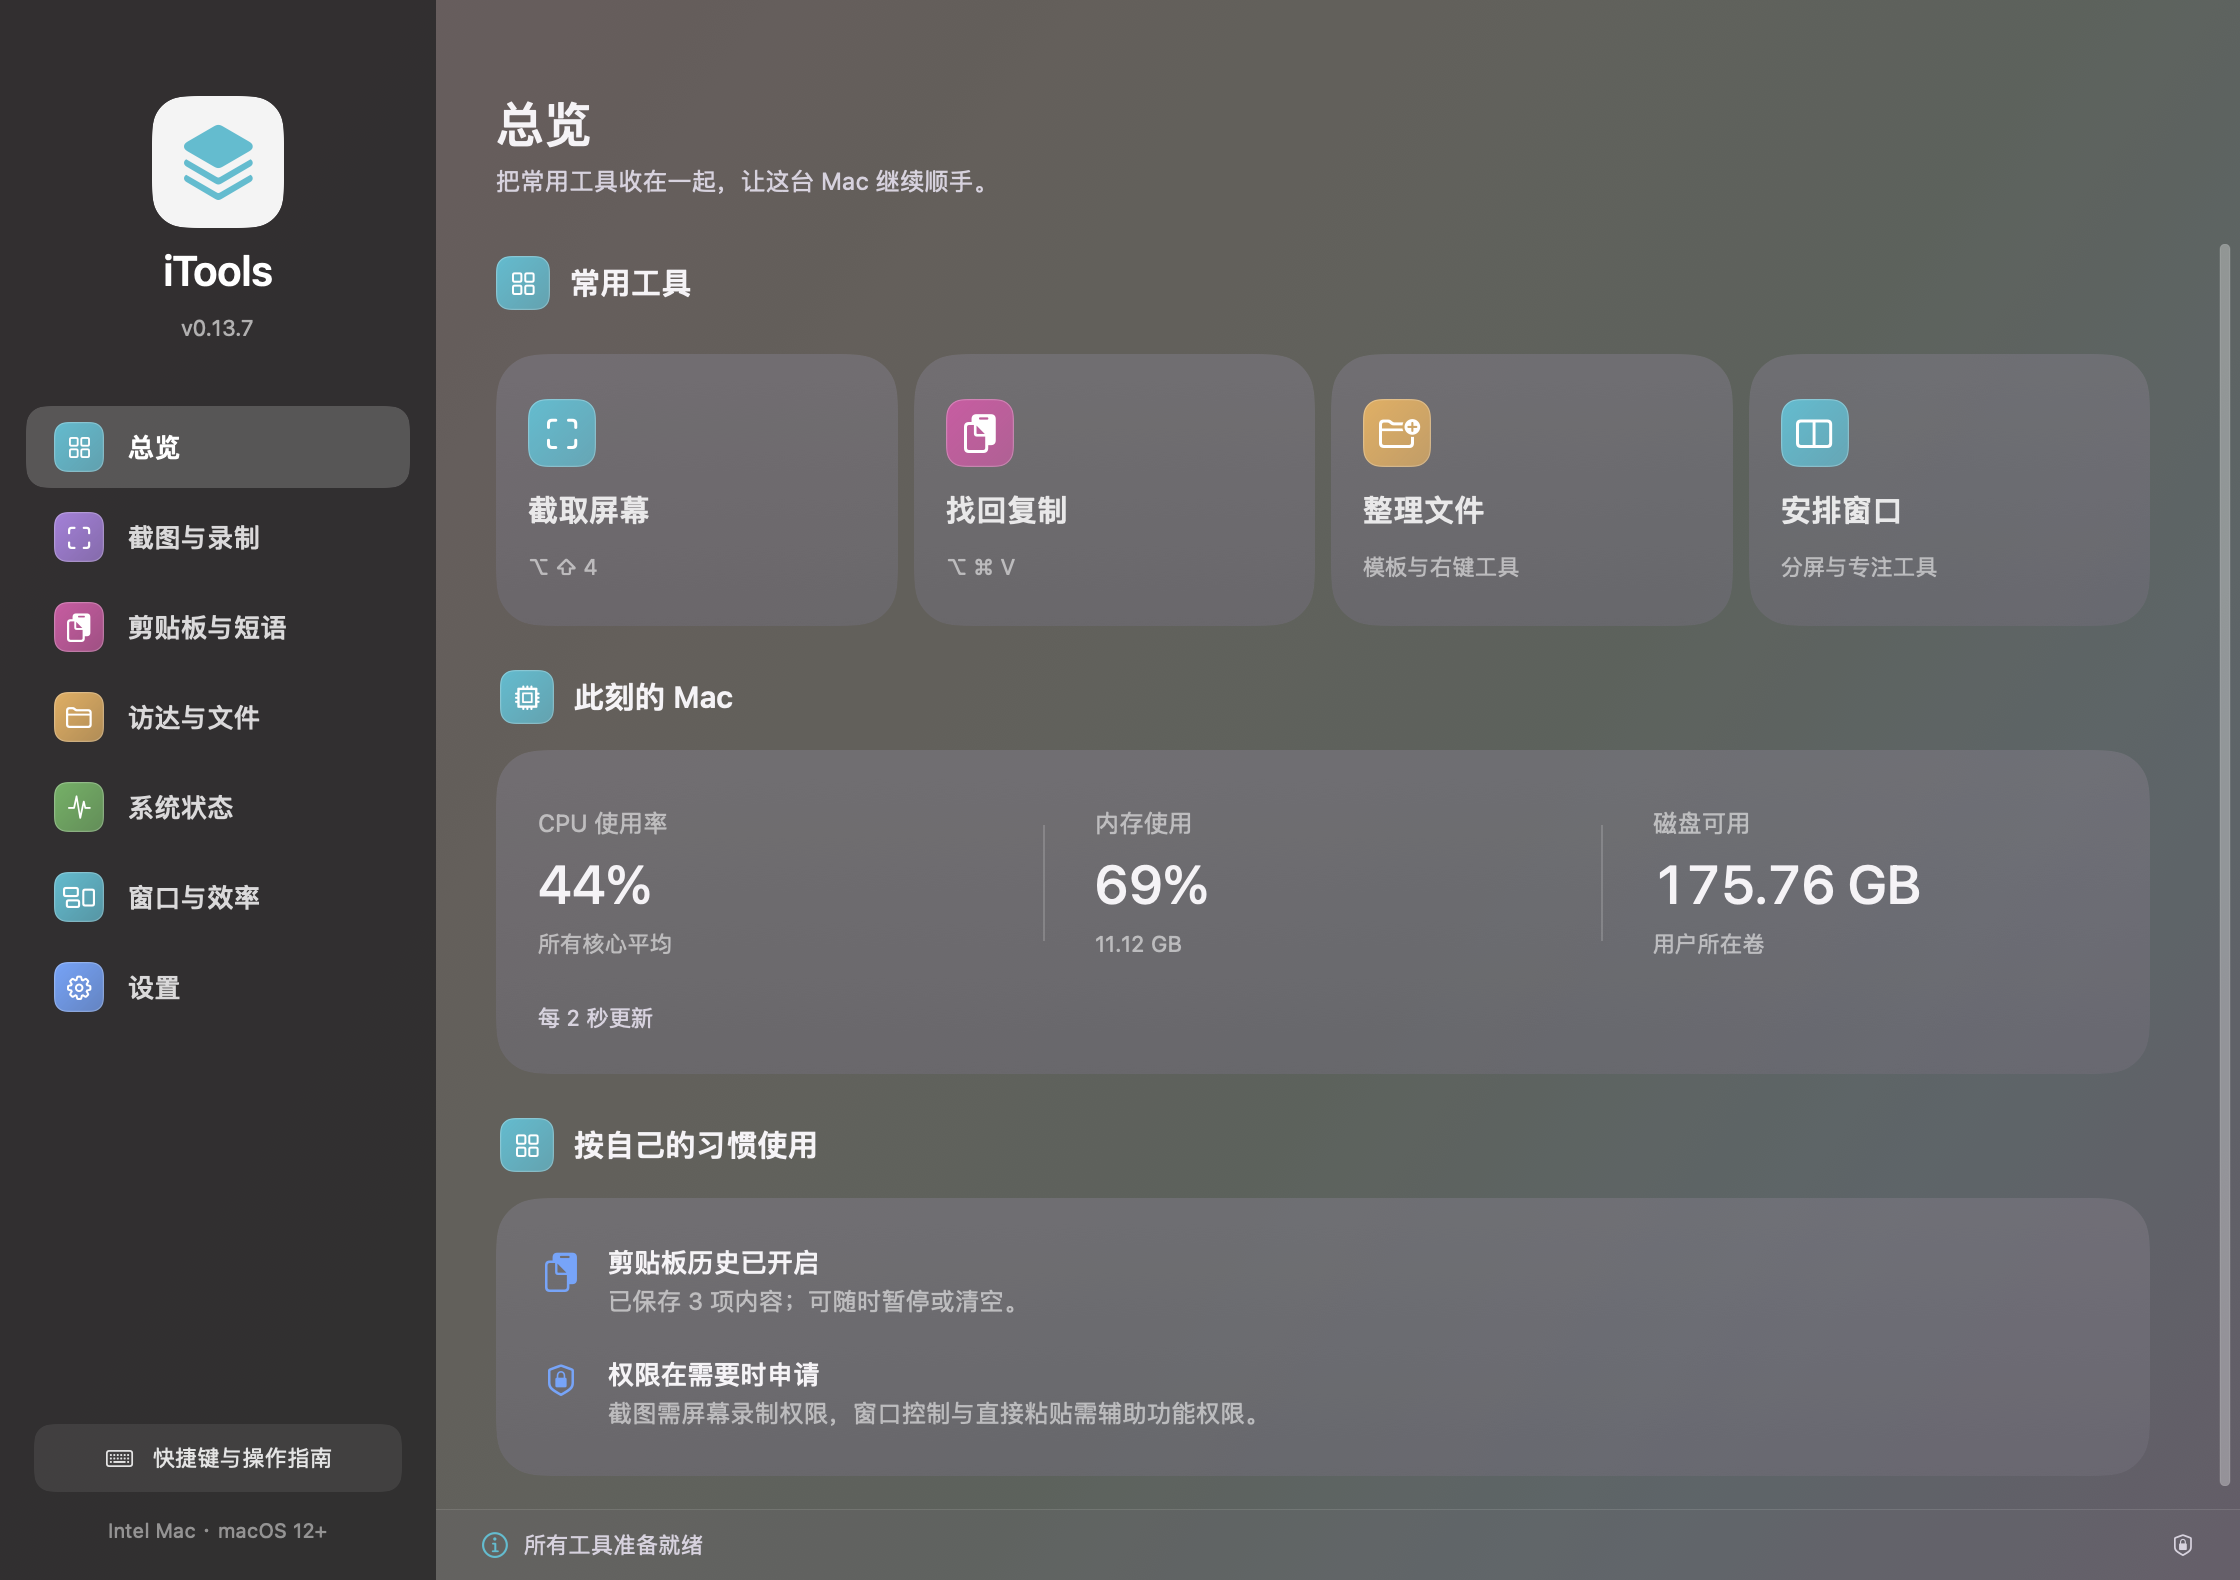 iTools
v0.13.7
总览
截图与录制
剪贴板与短语
访达与文件
系统状态
窗口与效率
设置
快捷键与操作指南
Intel Mac · macOS 12+
总览
把常用工具收在一起，让这台 Mac 继续顺手。
常用工具
截取屏幕
⌥ ⇧ 4
找回复制
⌥ ⌘ V
整理文件
模板与右键工具
安排窗口
分屏与专注工具
此刻的 Mac
CPU 使用率
44%
所有核心平均
内存使用
69%
11.12 GB
磁盘可用
175.76 GB
用户所在卷
每 2 秒更新
按自己的习惯使用
剪贴板历史已开启
已保存 3 项内容；可随时暂停或清空。
权限在需要时申请
截图需屏幕录制权限，窗口控制与直接粘贴需辅助功能权限。
所有工具准备就绪